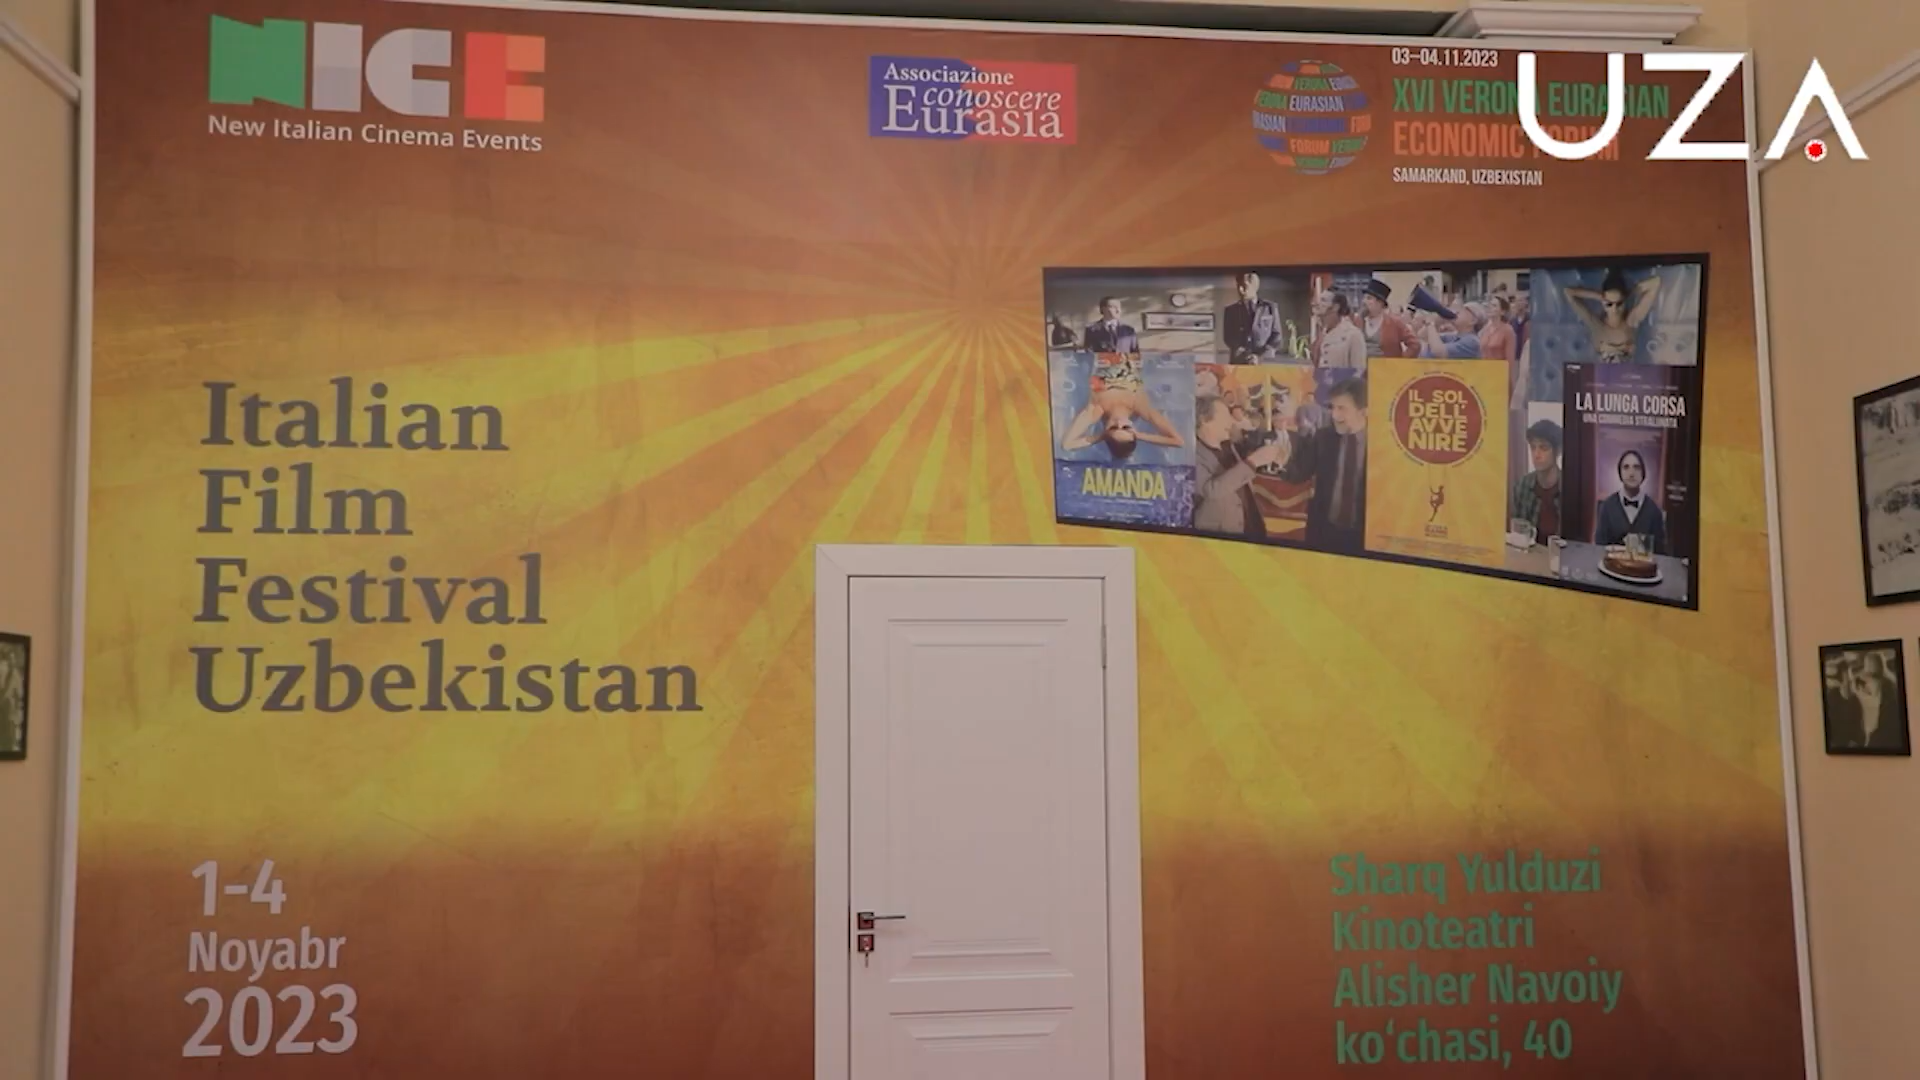 NICE
New Italian Cinema Events
Associazione
conoscere
Eurasia
03–04.11.2023
XVI VERONA EURASIAN
ECONOMIC FORUM
SAMARKAND, UZBEKISTAN
UZA
Italian
Film
Festival
Uzbekistan
AMANDA
IL SOL
DELL'
AVVE
NIRE
LA LUNGA CORSA
UNA COMMEDIA STRALUNATA
1-4
Noyabr
2023
Sharq Yulduzi
Kinoteatri
Alisher Navoiy
ko‘chasi, 40